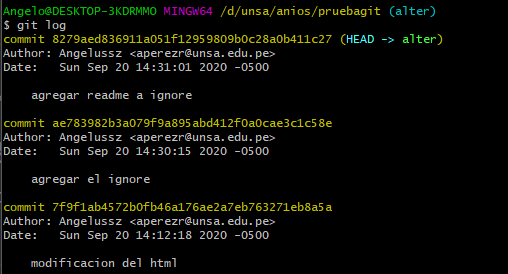 Angelo@DESKTOP-3KDRMMO MINGW64 /d/unsa/anios/pruebagit (alter)
$ git log
commit 8279aed836911a051f12959809b0c28a0b411c27 (HEAD -> alter)
Author: Angelussz <aperezr@unsa.edu.pe>
Date:   Sun Sep 20 14:31:01 2020 -0500
    agregar readme a ignore
commit ae783982b3a079f9a895abd412f0a0cae3c1c58e
Author: Angelussz <aperezr@unsa.edu.pe>
Date:   Sun Sep 20 14:30:15 2020 -0500
    agregar el ignore
commit 7f9f1ab4572b0fb46a176ae2a7eb763271eb8a5a
Author: Angelussz <aperezr@unsa.edu.pe>
Date:   Sun Sep 20 14:12:18 2020 -0500
    modificacion del html